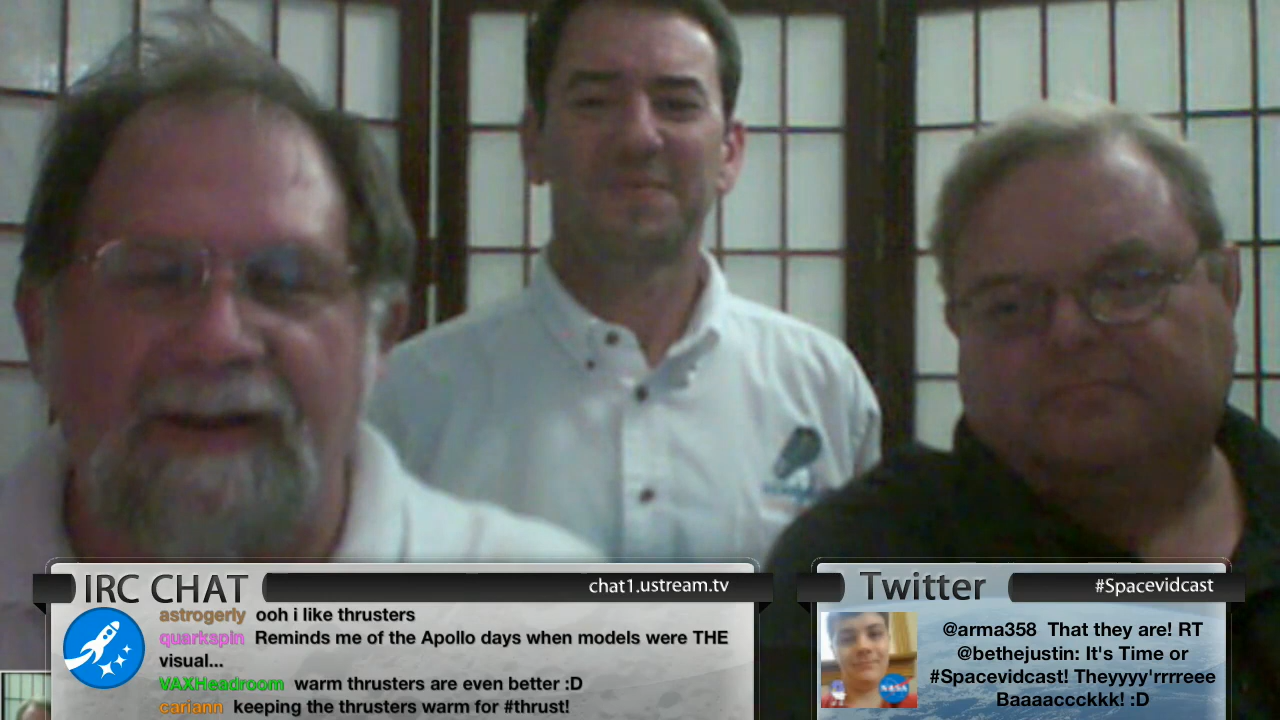 IRC CHAT
chat1.ustream.tv
astrogerly ooh i like thrusters
quarkspin Reminds me of the Apollo days when models were THE
visual...
VAXHeadroom warm thrusters are even better :D
cariann keeping the thrusters warm for #thrust!
Twitter
#Spacevidcast
@arma358 That they are! RT
@bethejustin: It's Time or
#Spacevidcast! Theyyyy'rrrreee
Baaaaccckkk! :D
NASA